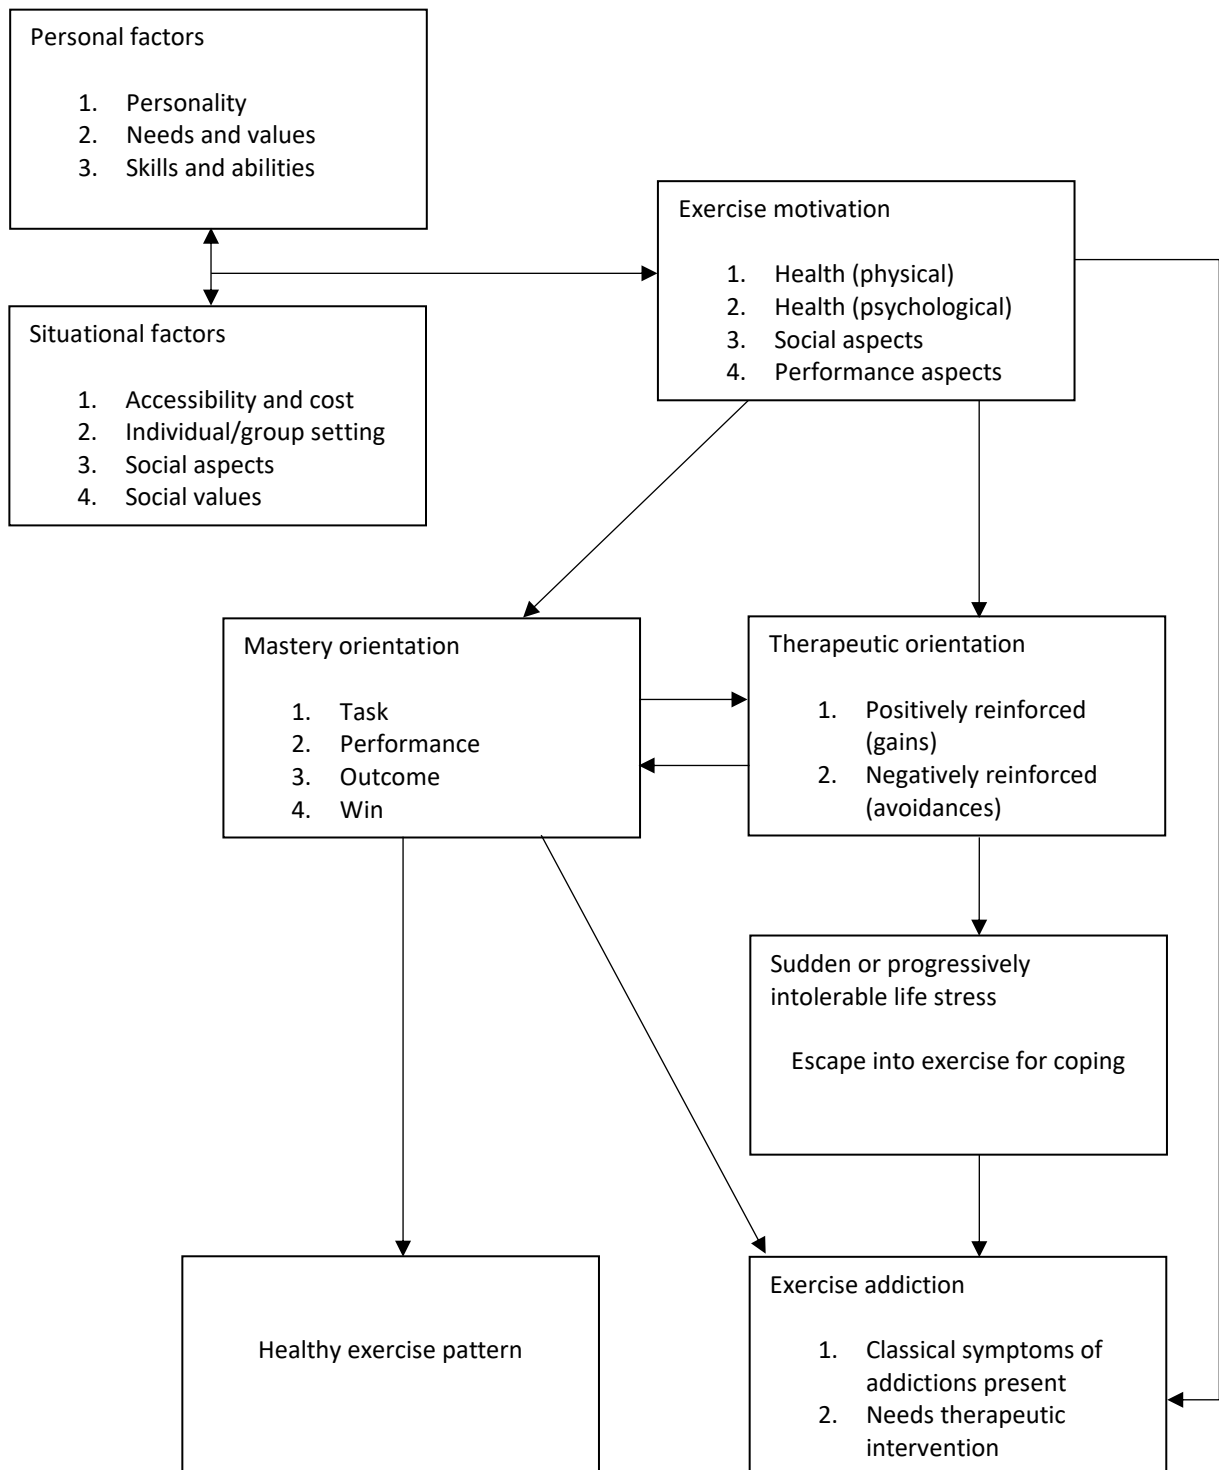 Personal factors
1. Personality
2. Needs and values
3. Skills and abilities
Exercise motivation
1. Health (physical)
2. Health (psychological)
3. Social aspects
4. Performance aspects
Situational factors
1. Accessibility and cost
2. Individual/group setting
3. Social aspects
4. Social values
Mastery orientation
1. Task
2. Performance
3. Outcome
4. Win
Therapeutic orientation
1. Positively reinforced
(gains)
2. Negatively reinforced
(avoidances)
Sudden or progressively
intolerable life stress
Escape into exercise for coping
Healthy exercise pattern
Exercise addiction
1. Classical symptoms of
addictions present
2. Needs therapeutic
intervention